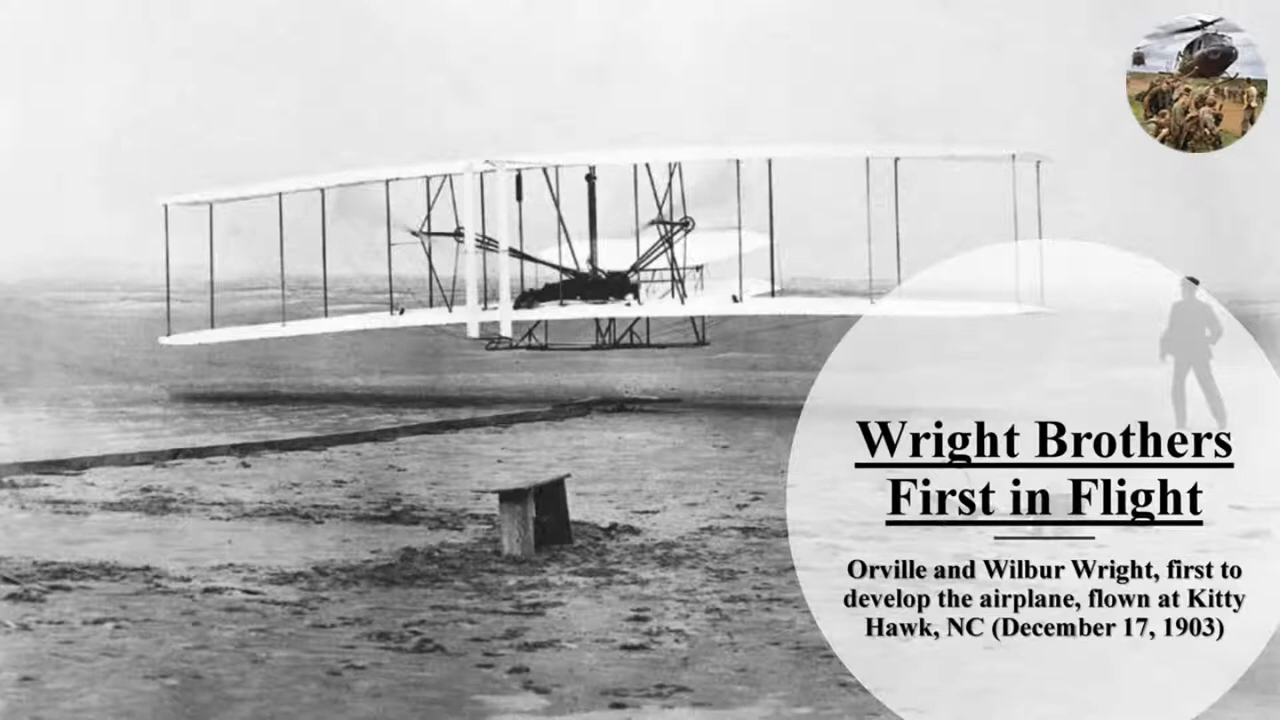 Wright Brothers
First in Flight
Orville and Wilbur Wright, first to
develop the airplane, flown at Kitty
Hawk, NC (December 17, 1903)